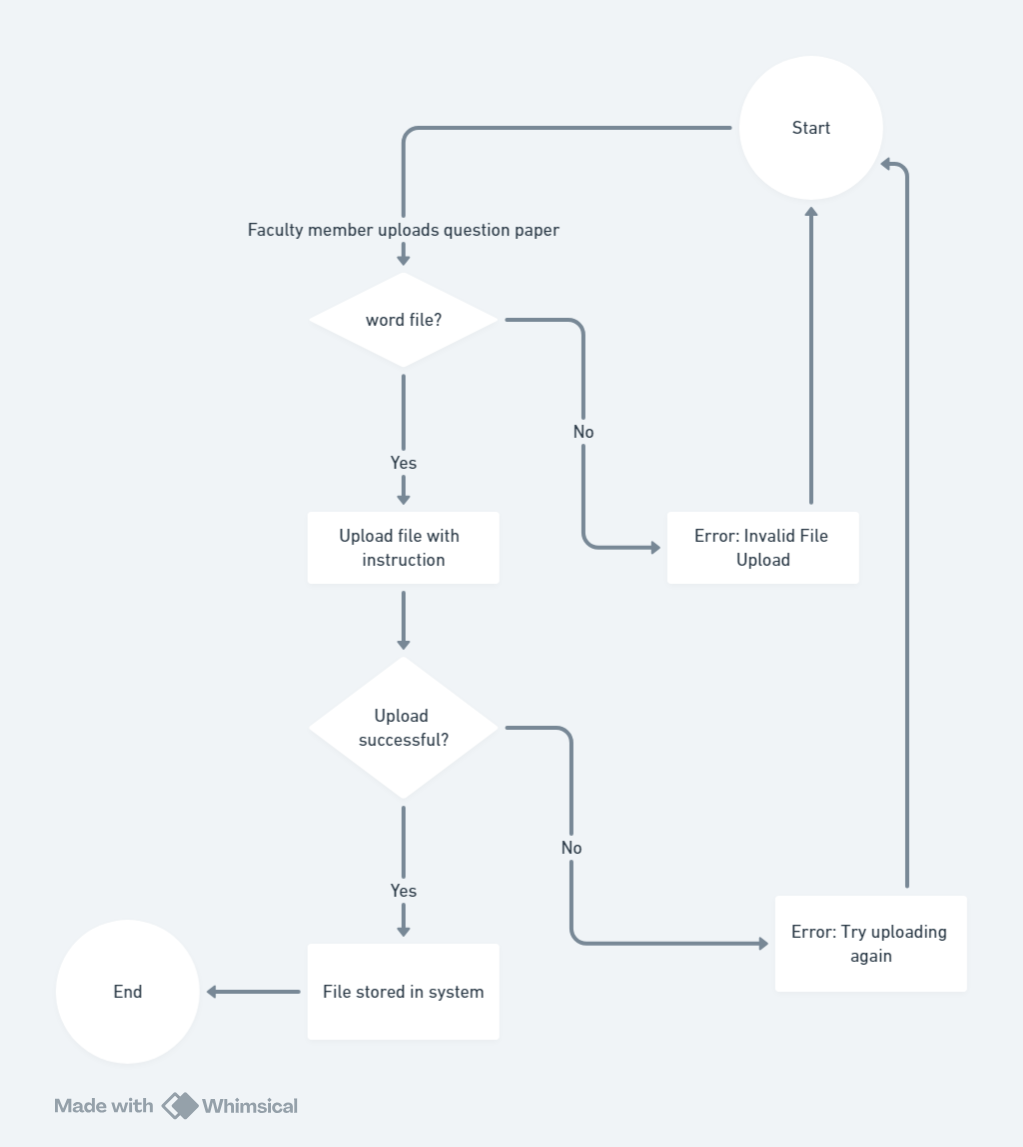 Start
Faculty member uploads question paper
word file?
No
Yes
Upload file with
instruction
Error: Invalid File
Upload
Upload
successful?
No
Yes
Error: Try uploading
again
File stored in system
End
Made with Whimsical